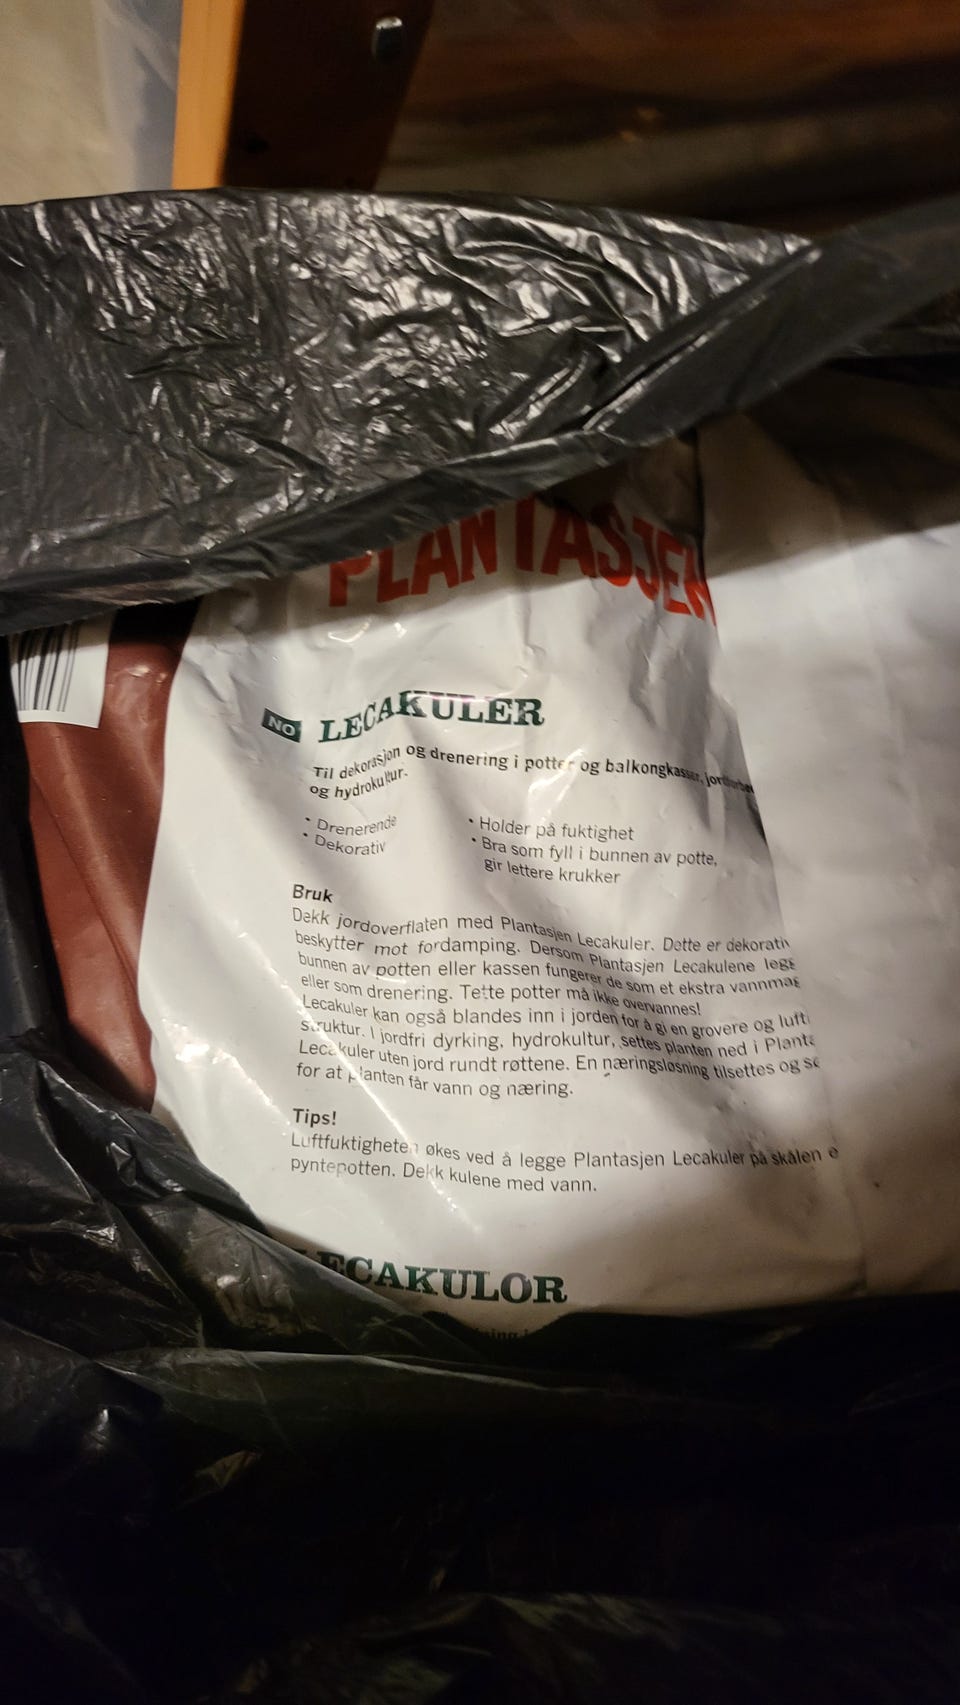 PLANTASJEN
NO LECAKULER
Til dekorasjon og drenering i potter og balkongkasser,
og hydrokultur.
• Drenerende
• Dekorativ
• Holder på fuktighet
• Bra som fyll i bunnen av potte,
gir lettere krukker
Bruk
Dekk jordoverflaten med Plantasjen Lecakuler. Dette er dekorativ
beskytter mot fordamping. Dersom Plantasjen Lecakulene legg
bunnen av potten eller kassen fungerer de som et ekstra vannmag
eller som drenering. Tette potter må ikke overvannes!
Lecakuler kan også blandes inn i jorden for å gi en grovere og lufti
struktur. I jordfri dyrking, hydrokultur, settes planten ned i Planta
Lecakuler uten jord rundt røttene. En næringsløsning tilsettes og
for at planten får vann og næring.
Tips!
Luftfuktigheten økes ved å legge Plantasjen Lecakuler på skålen e
pyntepotten. Dekk kulene med vann.
LECAKULOR